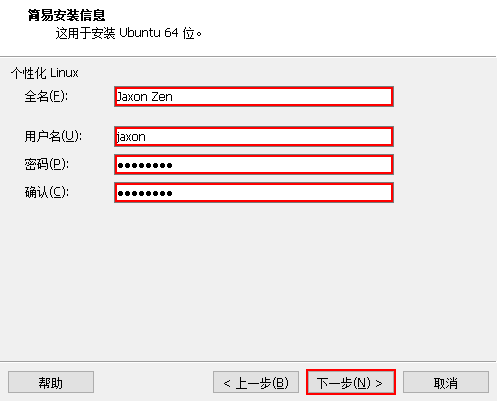 简易安装信息
这用于安装 Ubuntu 64 位。
个性化 Linux
全名(F): Jaxon Zen
用户名(U): jaxon
密码(P): ●●●●●●●●
确认(C): ●●●●●●●●
帮助 < 上一步(B) 下一步(N) > 取消